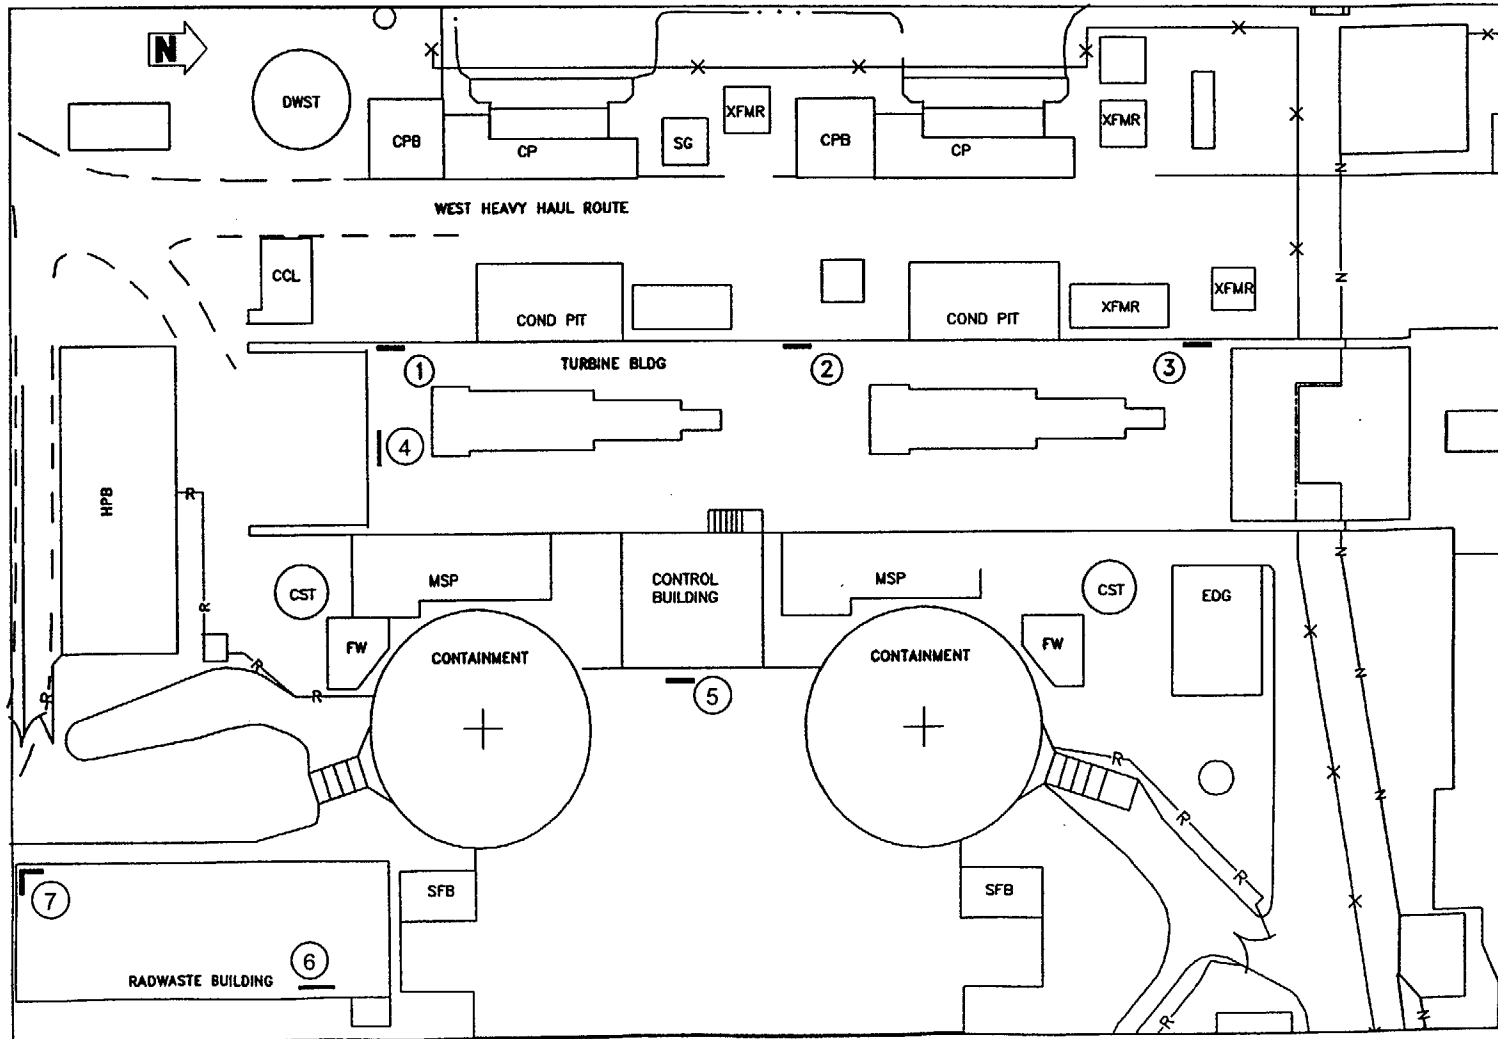 N
DWST
CPB
CP
SG
XFMR
CPB
CP
XFMR
WEST HEAVY HAUL ROUTE
CCL
COND PIT
COND PIT
XFMR
XFMR
TURBINE BLDG
1
2
3
4
HPB
R
R
R
R
R
CST
MSP
CONTROL
BUILDING
MSP
CST
EDG
FW
CONTAINMENT
CONTAINMENT
FW
5
R
R
R
R
SFB
SFB
7
6
RADWASTE BUILDING
X
X
X
X
X
X
X
X
X
X
X
X
N
N
N
N
N
N